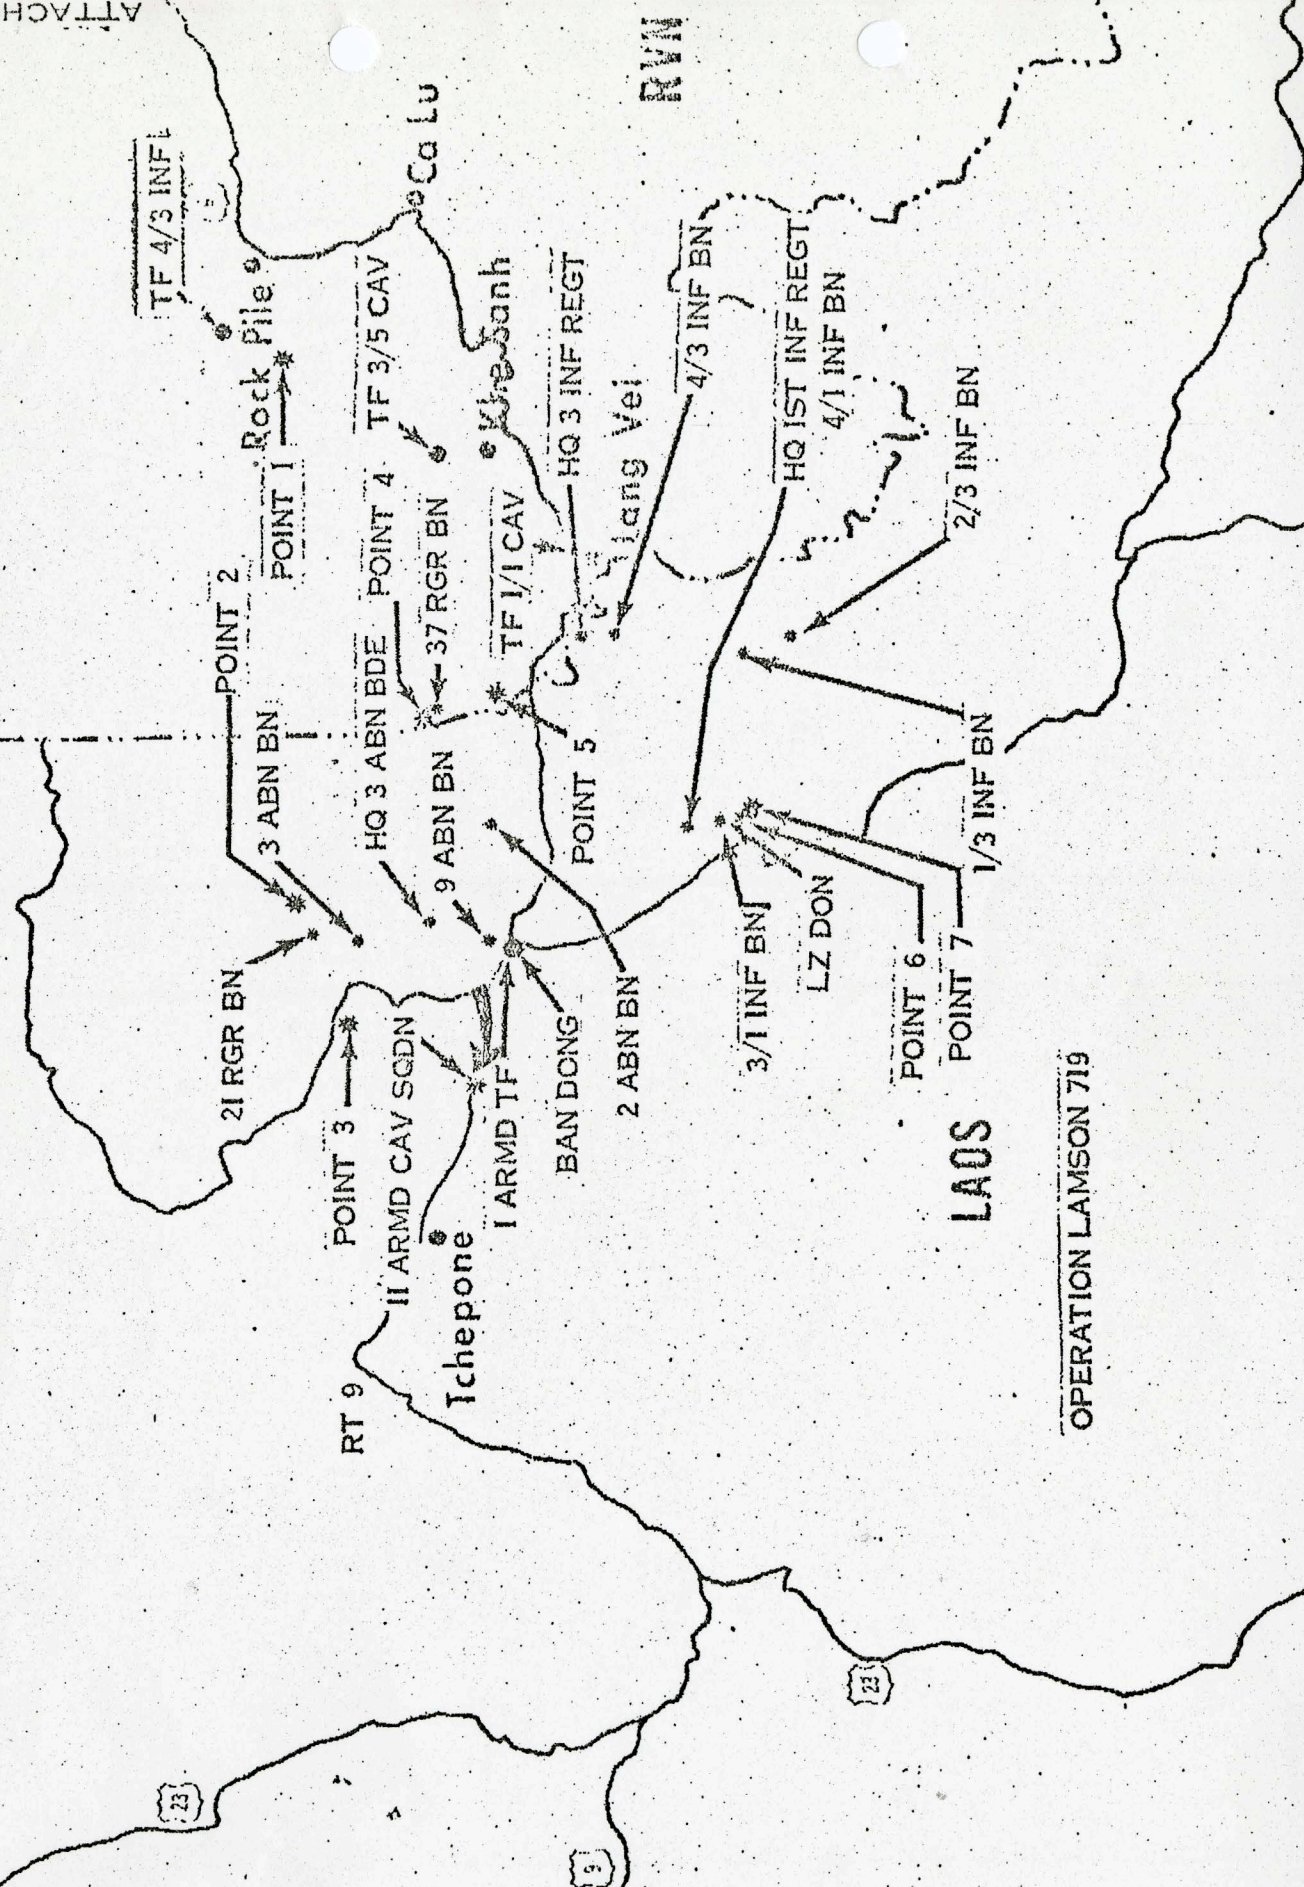 ATTACH
RVN
TF 4/3 INF
Rock Pile
POINT 1
Ca Lu
TF 3/5 CAV
Khe Sanh
HQ 3 INF REGT
Lang Vei
4/3 INF BN
HQ 1ST INF REGT
4/1 INF BN
2/3 INF BN
POINT 2
3 ABN BN
HQ 3 ABN BDE
POINT 4
37 RGR BN
9 ABN BN
TF 1/1 CAV
POINT 5
21 RGR BN
POINT 3
11 ARMD CAV SQDN
1 ARMD TF
BAN DONG
2 ABN BN
3/1 INF BN
LZ DON
POINT 6
POINT 7
1/3 INF BN
RT 9
Tchepone
LAOS
OPERATION LAMSON 719
23
9
23